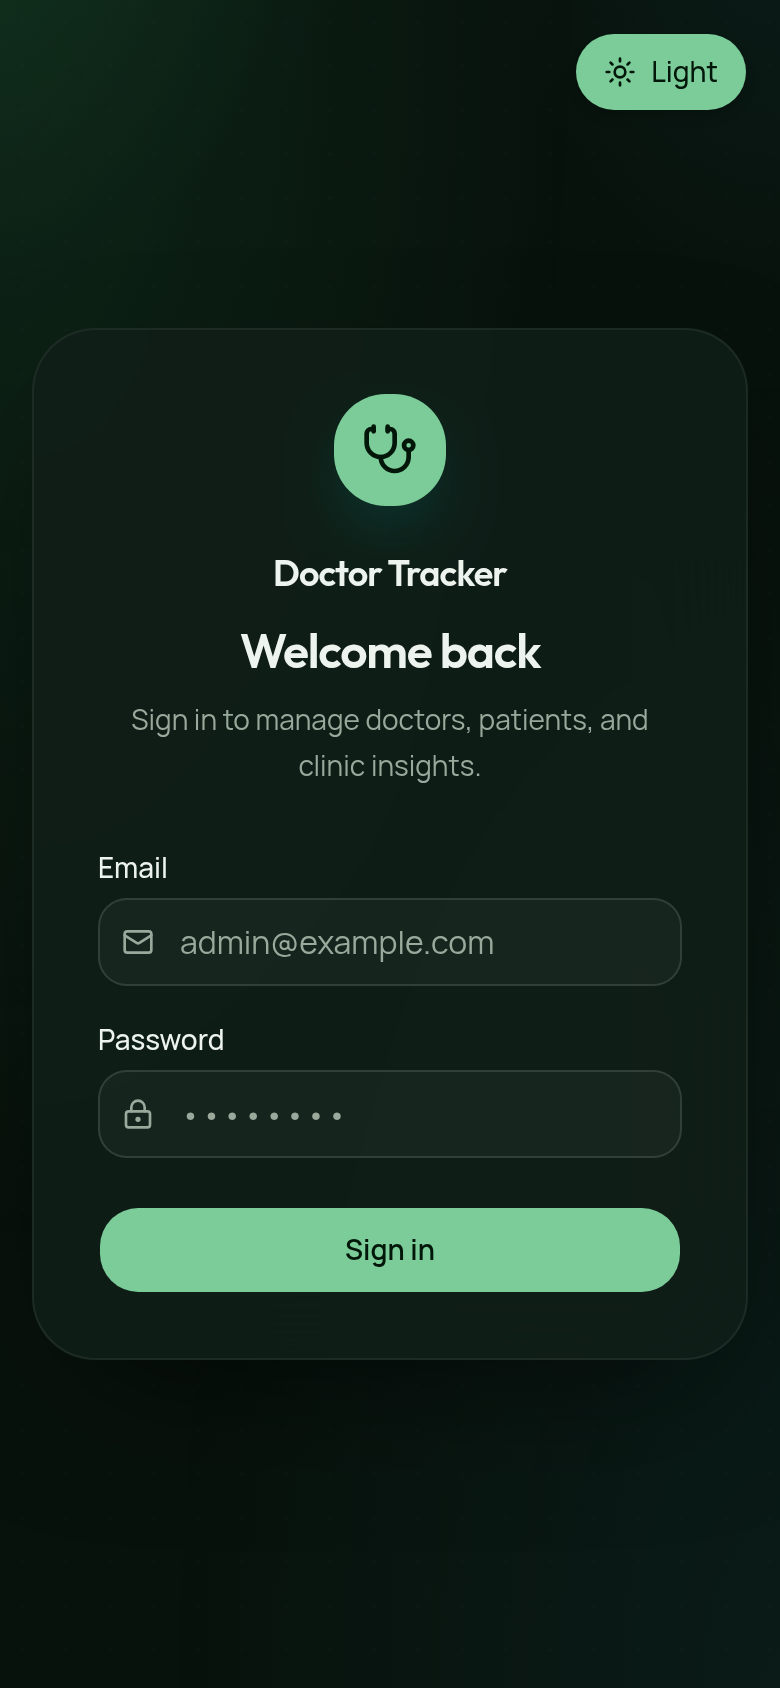 Light
Doctor Tracker
Welcome back
Sign in to manage doctors, patients, and
clinic insights.
Email
admin@example.com
Password
••••••••
Sign in